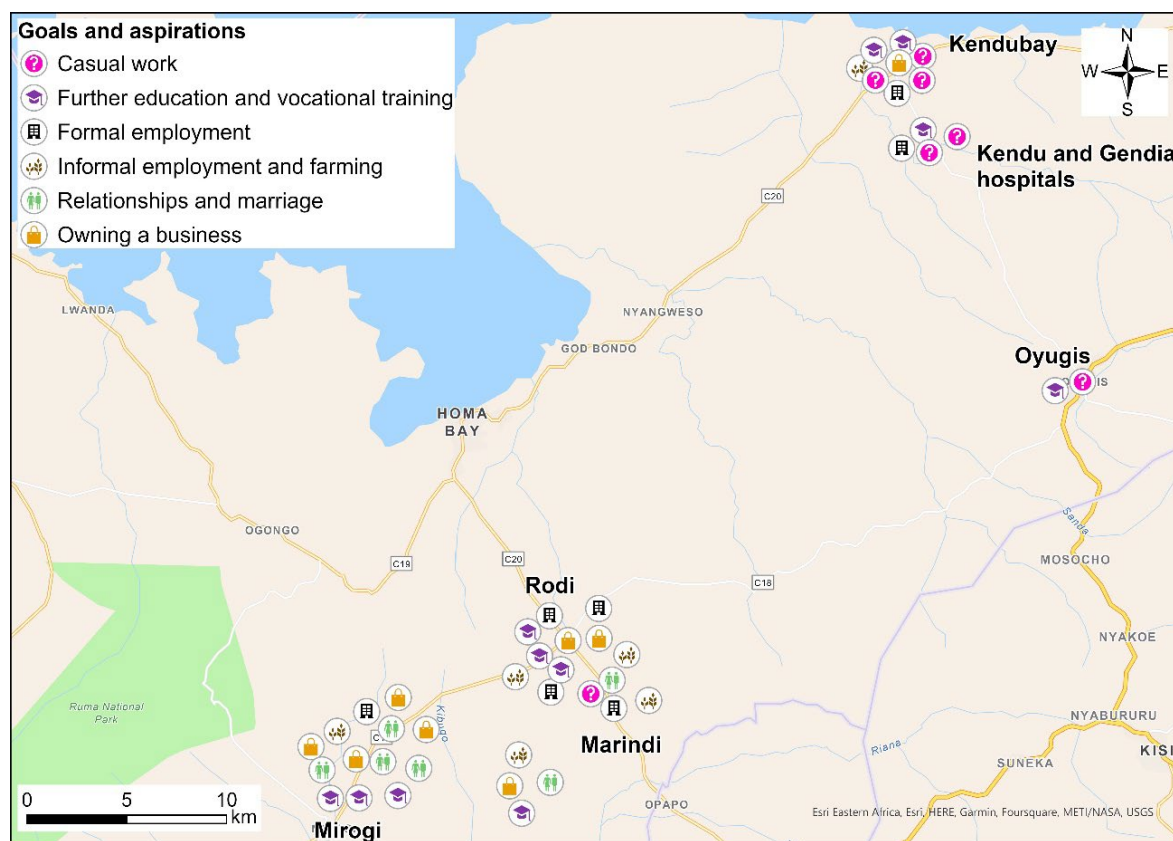 Goals and aspirations
Casual work
Further education and vocational training
Formal employment
Informal employment and farming
Relationships and marriage
Owning a business
Kendubay
N
W
E
S
Kendu and Gendia
hospitals
C20
LWANDA
NYANGWESO
GOD BONDO
Oyugis
HOMA
BAY
OGONGO
Sanda
C19
C20
MOSOCHO
Rodi
C18
NYAKOE
Ruma National
Park
Kibugo
NYABURURU
Marindi
Riana
KISI
SUNEKA
0 5 10
km
OPAPO
Mirogi
Esri Eastern Africa, Esri, HERE, Garmin, Foursquare, METI/NASA, USGS